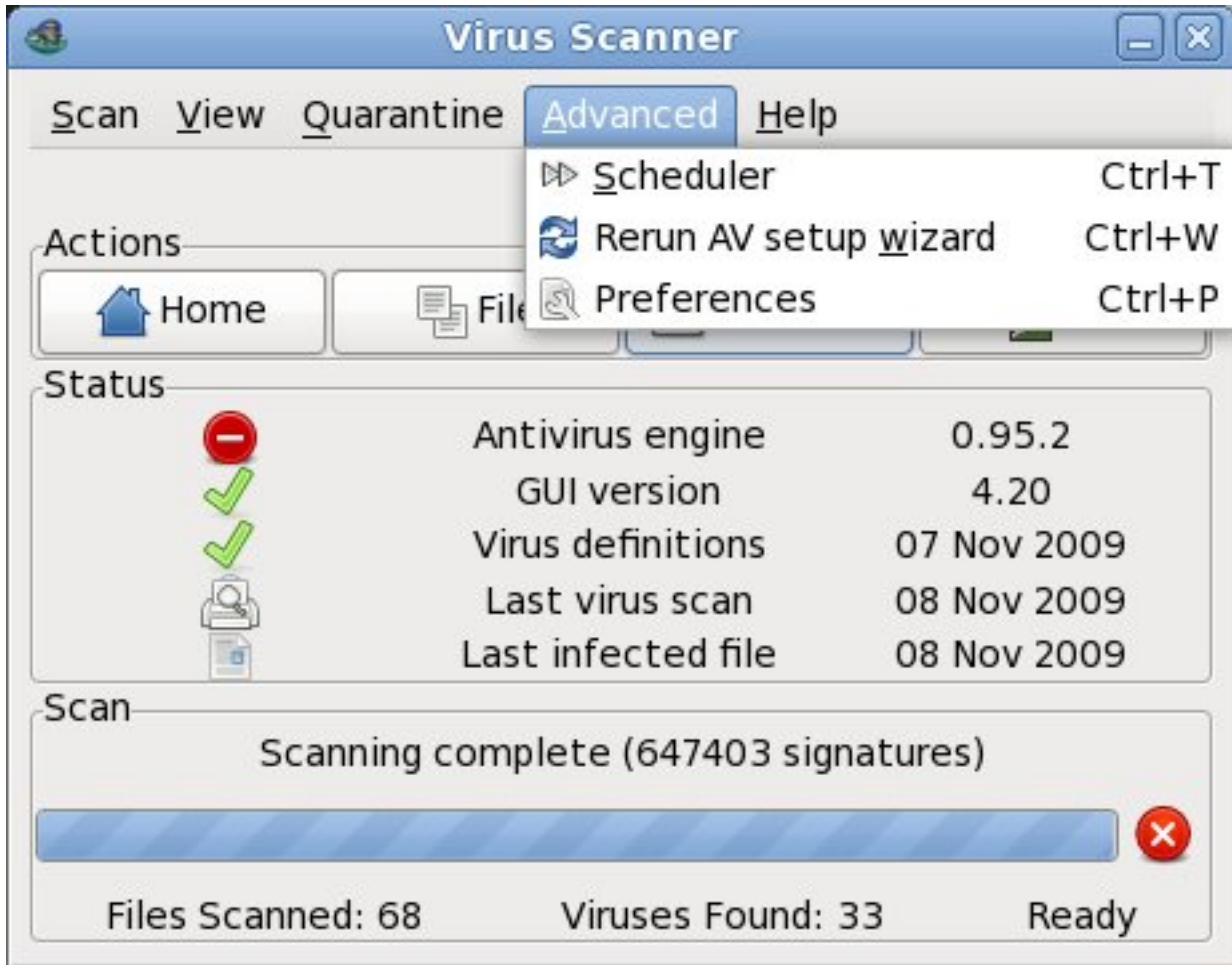 Virus Scanner
Scan View Quarantine Advanced Help
Scheduler Ctrl+T
Rerun AV setup wizard Ctrl+W
Preferences Ctrl+P
Actions
Home
Status
Antivirus engine 0.95.2
GUI version 4.20
Virus definitions 07 Nov 2009
Last virus scan 08 Nov 2009
Last infected file 08 Nov 2009
Scan
Scanning complete (647403 signatures)
Files Scanned: 68 Viruses Found: 33 Ready